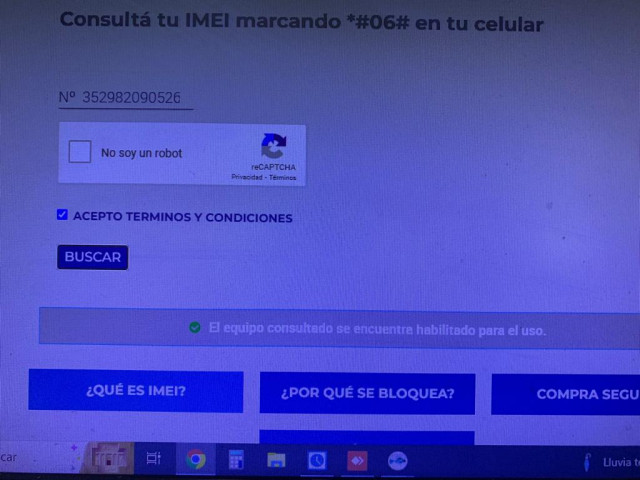 Consultá tu IMEI marcando *#06# en tu celular
Nº 352982090526
No soy un robot
reCAPTCHA
Privacidad - Términos
ACEPTO TERMINOS Y CONDICIONES
BUSCAR
El equipo consultado se encuentra habilitado para el uso.
¿QUÉ ES IMEI?
¿POR QUÉ SE BLOQUEA?
COMPRA SEGU
car
Lluvia t